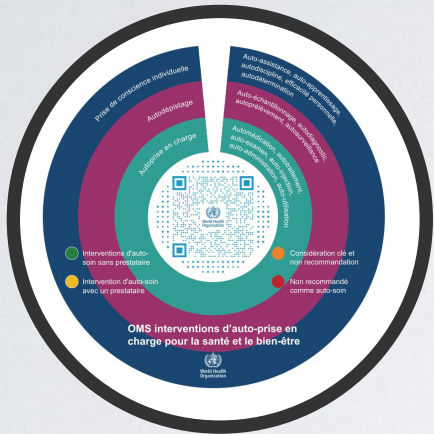 Prise de conscience individuelle
Autodépistage
Autoprise en charge
Auto-assistance, auto-apprentissage,
autodiscipline, efficacité personnelle,
autodétermination
Auto-échantillonnage, autodiagnostic,
autoprélèvement, autosurveillance
Automédication, autotraitement,
auto-examen, auto-injection,
auto-administration, auto-utilisation
World Health
Organization
Interventions d'auto-
soin sans prestataire
Intervention d'auto-soin
avec un prestataire
Considération clé et
non recommandation
Non recommandé
comme auto-soin
OMS interventions d'auto-prise en
charge pour la santé et le bien-être
World Health
Organization